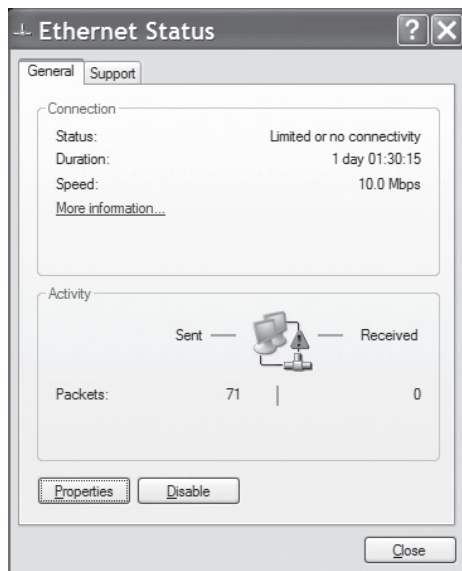 Ethernet Status
? X
General Support
Connection
Status: Limited or no connectivity
Duration: 1 day 01:30:15
Speed: 10.0 Mbps
More information...
Activity
Sent — Received
Packets: 71 | 0
Properties Disable
Close